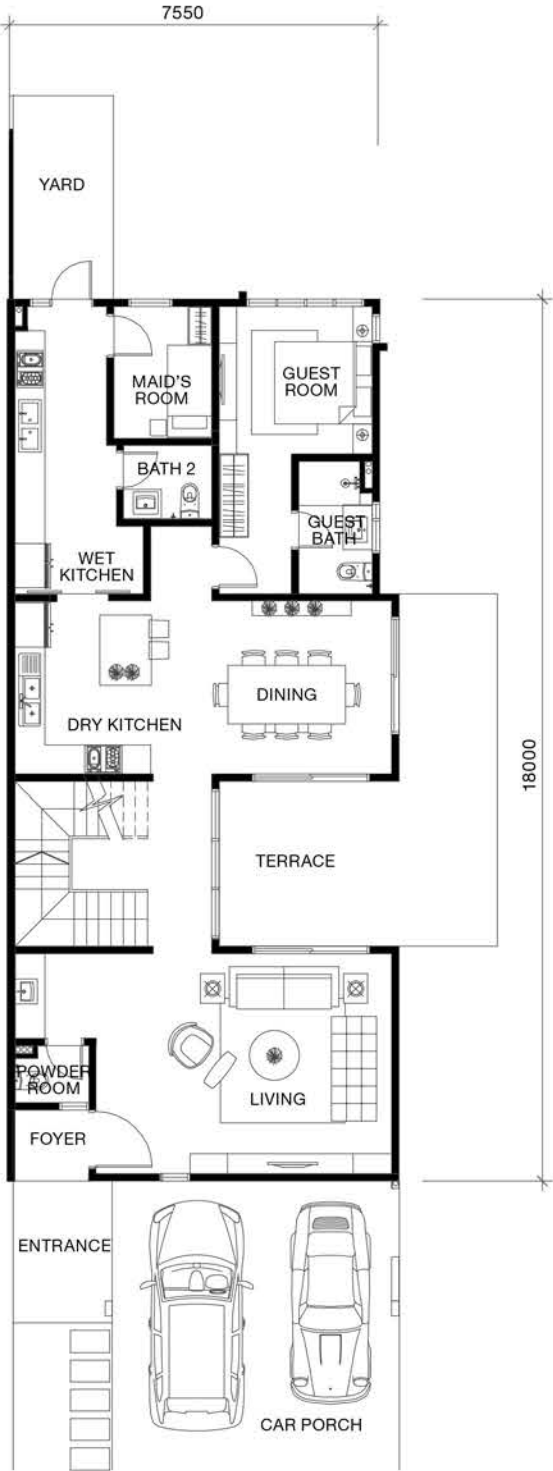 7550
YARD
MAID'S
ROOM
GUEST
ROOM
BATH 2
GUEST
BATH
WET
KITCHEN
DINING
DRY KITCHEN
18000
TERRACE
POWDER
ROOM
LIVING
FOYER
ENTRANCE
CAR PORCH